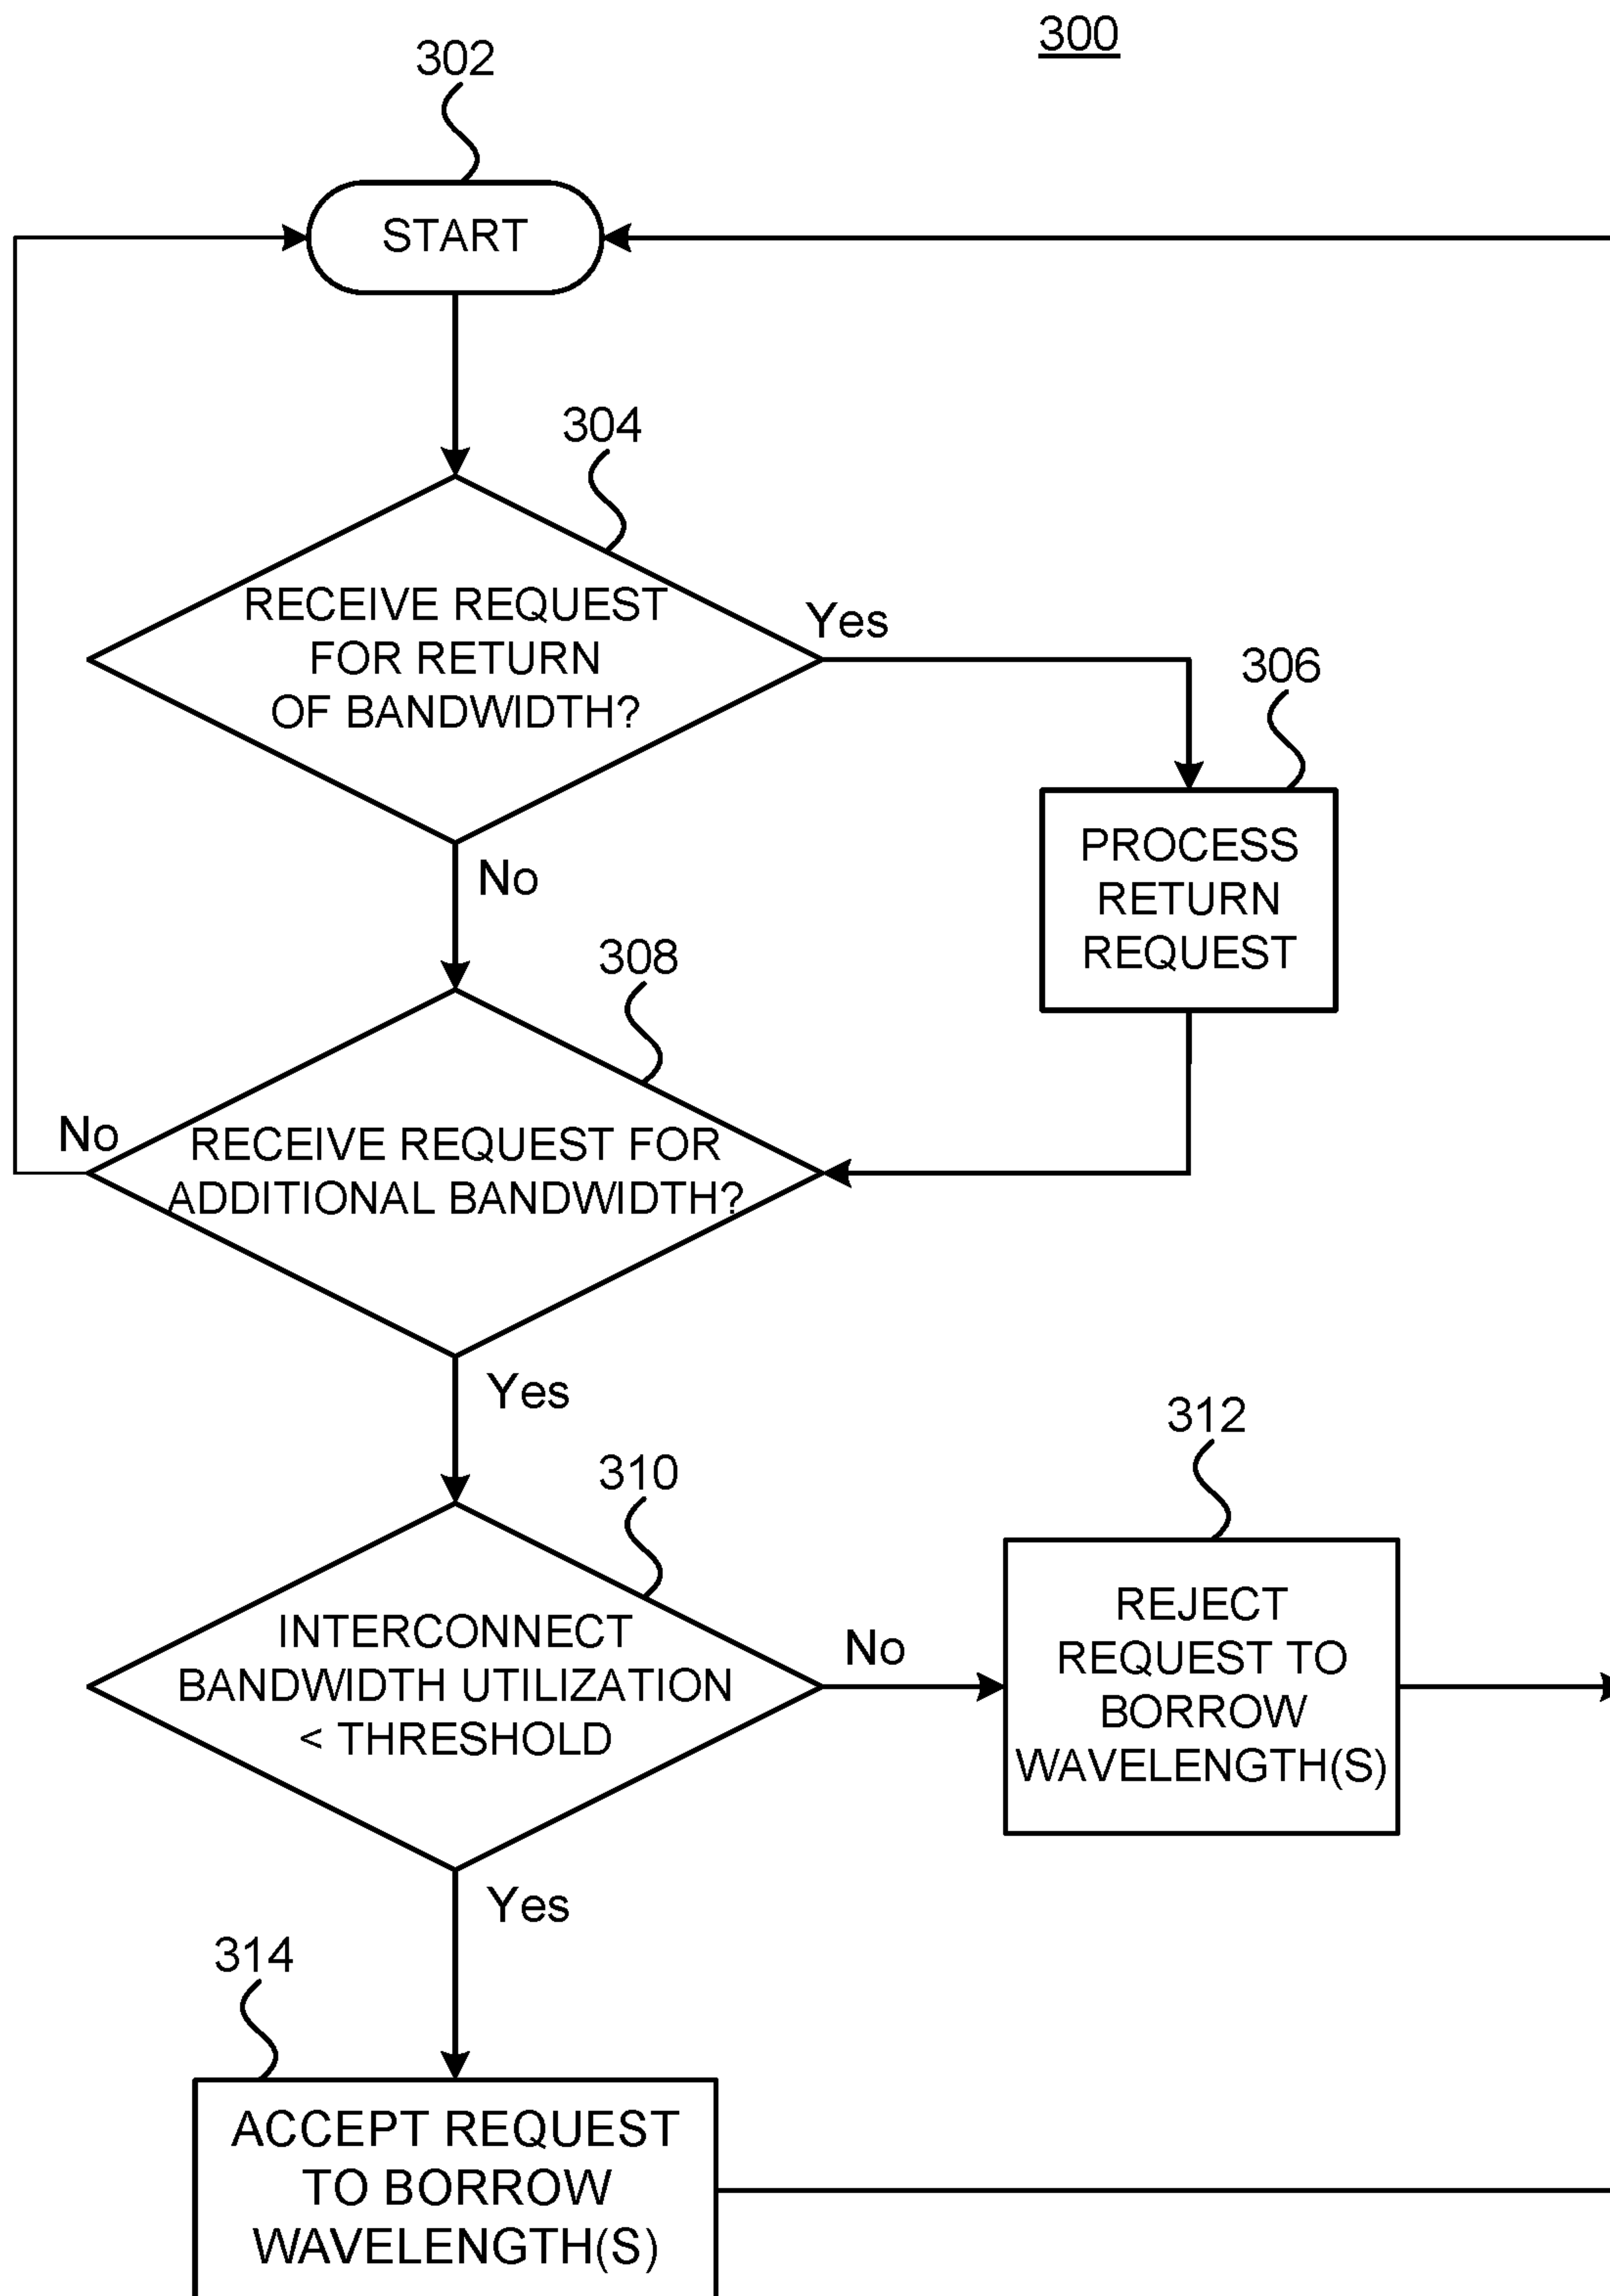 300
302
START
304
RECEIVE REQUEST
FOR RETURN
OF BANDWIDTH?
Yes
306
PROCESS
RETURN
REQUEST
No
308
No
RECEIVE REQUEST FOR
ADDITIONAL BANDWIDTH?
Yes
310
INTERCONNECT
BANDWIDTH UTILIZATION
< THRESHOLD
No
312
REJECT
REQUEST TO
BORROW
WAVELENGTH(S)
Yes
314
ACCEPT REQUEST
TO BORROW
WAVELENGTH(S)